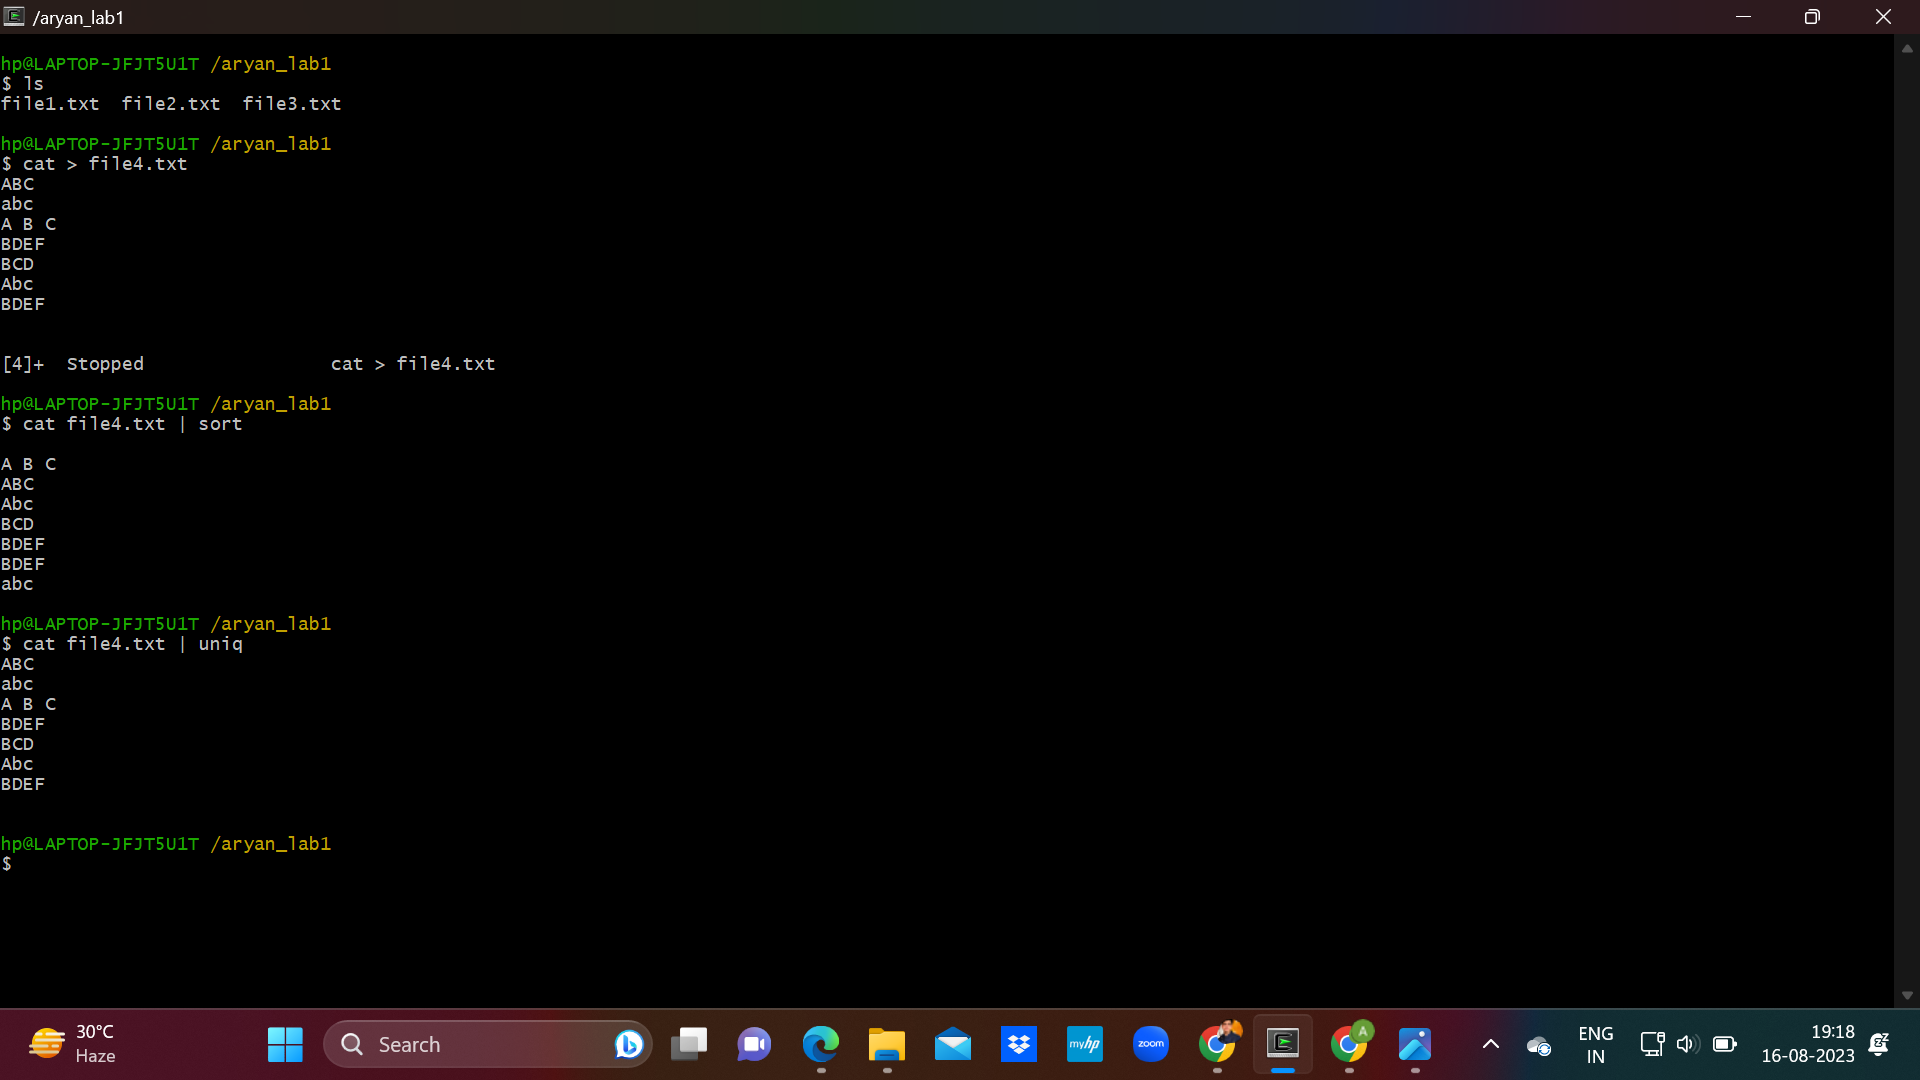 /aryan_lab1
hp@LAPTOP-JFJT5U1T /aryan_lab1
$ ls
file1.txt  file2.txt  file3.txt
hp@LAPTOP-JFJT5U1T /aryan_lab1
$ cat > file4.txt
ABC
abc
A B C
BDEF
BCD
Abc
BDEF
[4]+  Stopped                 cat > file4.txt
hp@LAPTOP-JFJT5U1T /aryan_lab1
$ cat file4.txt | sort
A B C
ABC
Abc
BCD
BDEF
BDEF
abc
hp@LAPTOP-JFJT5U1T /aryan_lab1
$ cat file4.txt | uniq
ABC
abc
A B C
BDEF
BCD
Abc
BDEF
hp@LAPTOP-JFJT5U1T /aryan_lab1
$
30°C
Haze
Search
myhp
zoom
A
ENG
IN
19:18
16-08-2023